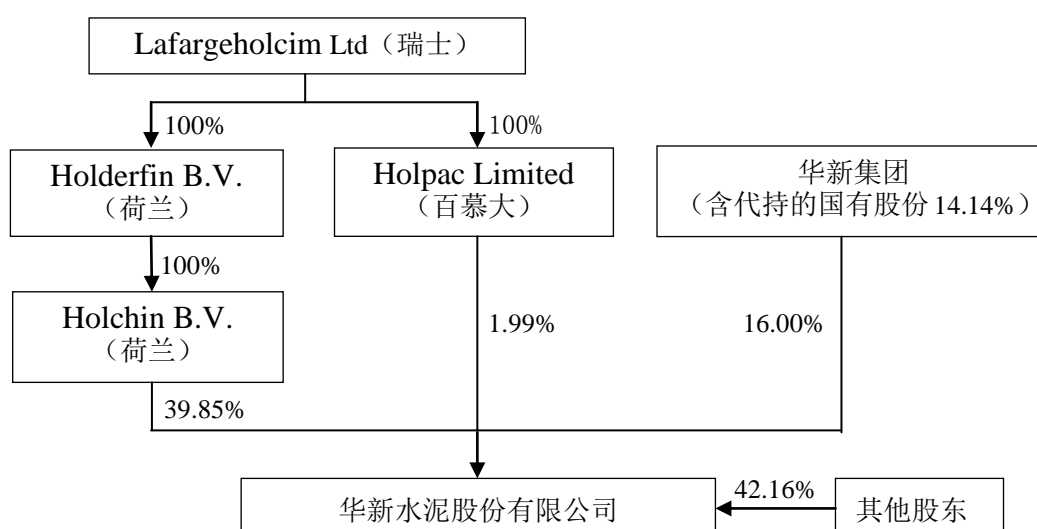 Lafargeholcim Ltd（瑞士）
100%
100%
Holderfin B.V.
（荷兰）
Holpac Limited
（百慕大）
华新集团
（含代持的国有股份 14.14%）
100%
Holchin B.V.
（荷兰）
1.99%
16.00%
39.85%
华新水泥股份有限公司
42.16%
其他股东